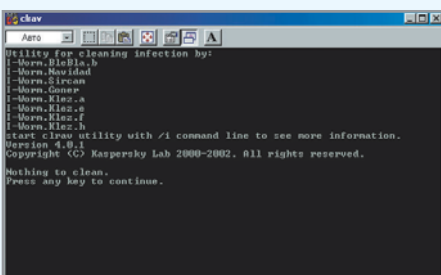 clrav
Авто
A
Utility for cleaning infection by:
I-Worm.BleBla.b
I-Worm.Navidad
I-Worm.Sircam
I-Worm.Goner
I-Worm.Klez.a
I-Worm.Klez.e
I-Worm.Klez.f
I-Worm.Klez.h
start clrav utility with /i command line to see more information.
Version 4.0.1
Copyright (C) Kaspersky Lab 2000-2002. All rights reserved.
Nothing to clean.
Press any key to continue.